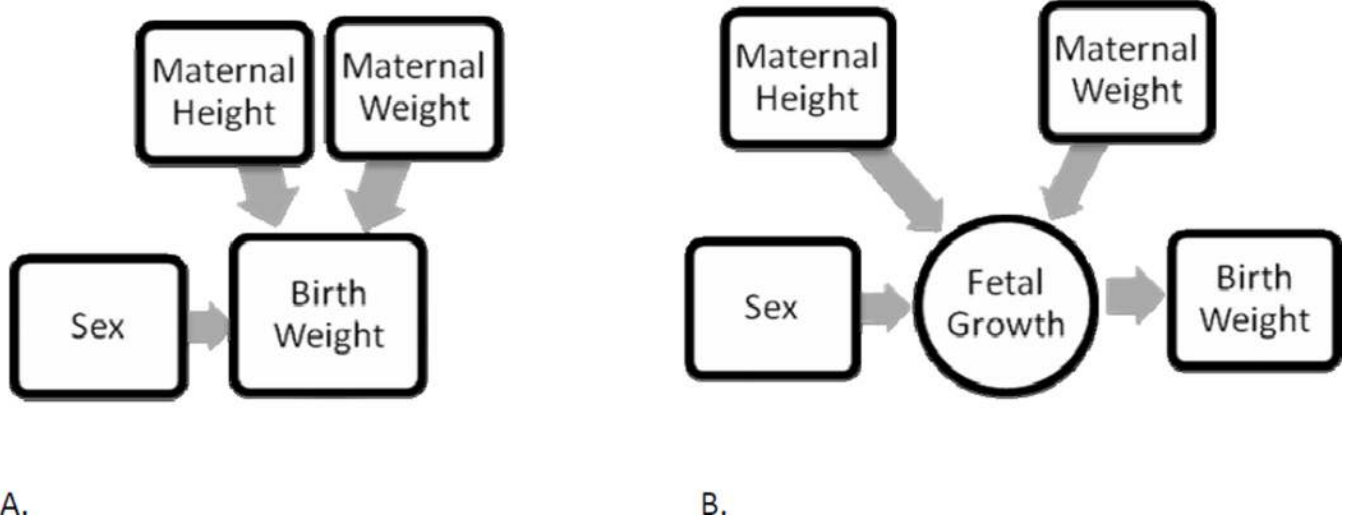 Maternal
Height
Maternal
Weight
Sex
Birth
Weight
A.
Maternal
Height
Maternal
Weight
Sex
Fetal
Growth
Birth
Weight
B.